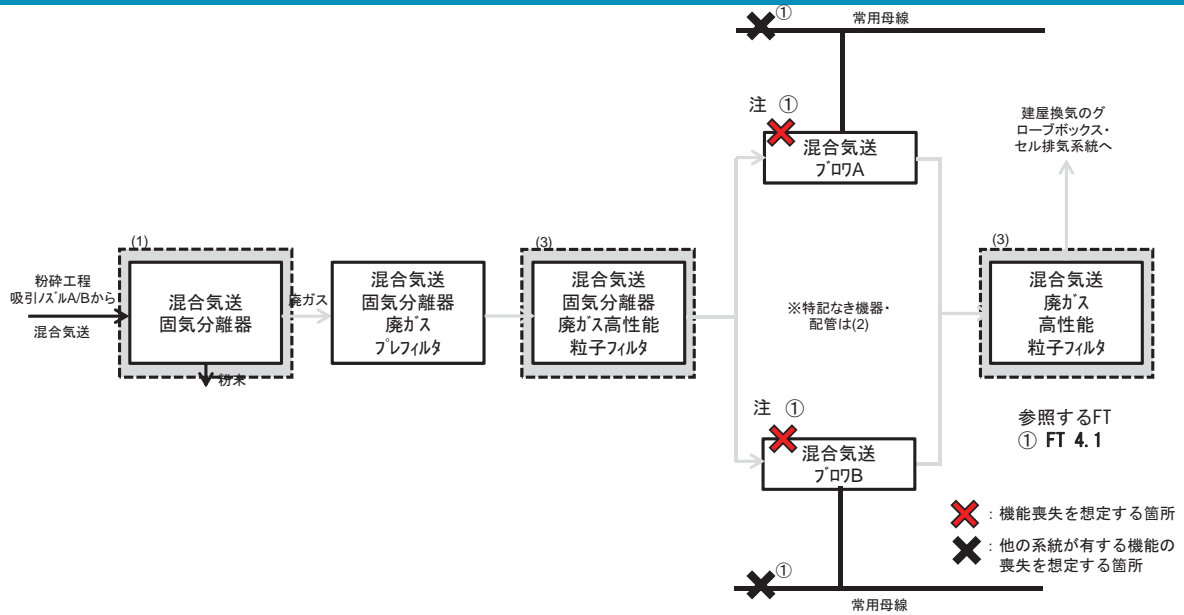 ①
常用母線
注 ①
混合気送
ﾌﾞﾛﾜA
建屋換気のグ
ローブボックス・
セル排気系統へ
(1)
粉砕工程
吸引ﾉｽﾞﾙA/Bから
混合気送
混合気送
固気分離器
粉末
廃ガス
混合気送
固気分離器
廃ｶﾞｽ
ﾌﾟﾚﾌｨﾙﾀ
(3)
混合気送
固気分離器
廃ガス高性能
粒子フィルタ
※特記なき機器・
配管は(2)
(3)
混合気送
廃ｶﾞｽ
高性能
粒子フィルタ
注 ①
混合気送
ﾌﾞﾛﾜB
参照するFT
① FT 4.1
：機能喪失を想定する箇所
：他の系統が有する機能の
喪失を想定する箇所
①
常用母線